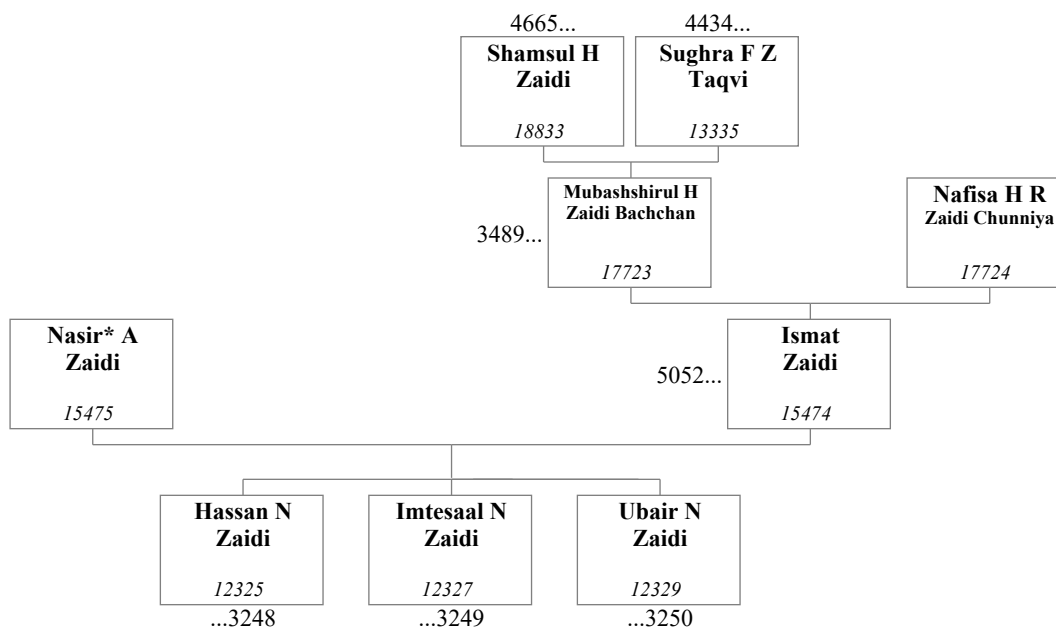 4665...
4434...
Shamsul H
Zaidi
18833
Sughra F Z
Taqvi
13335
3489...
Mubashshirul H
Zaidi Bachchan
17723
Nafisa H R
Zaidi Chunniya
17724
Nasir* A
Zaidi
15475
5052...
Ismat
Zaidi
15474
Hassan N
Zaidi
12325
...3248
Imtesaal N
Zaidi
12327
...3249
Ubair N
Zaidi
12329
...3250